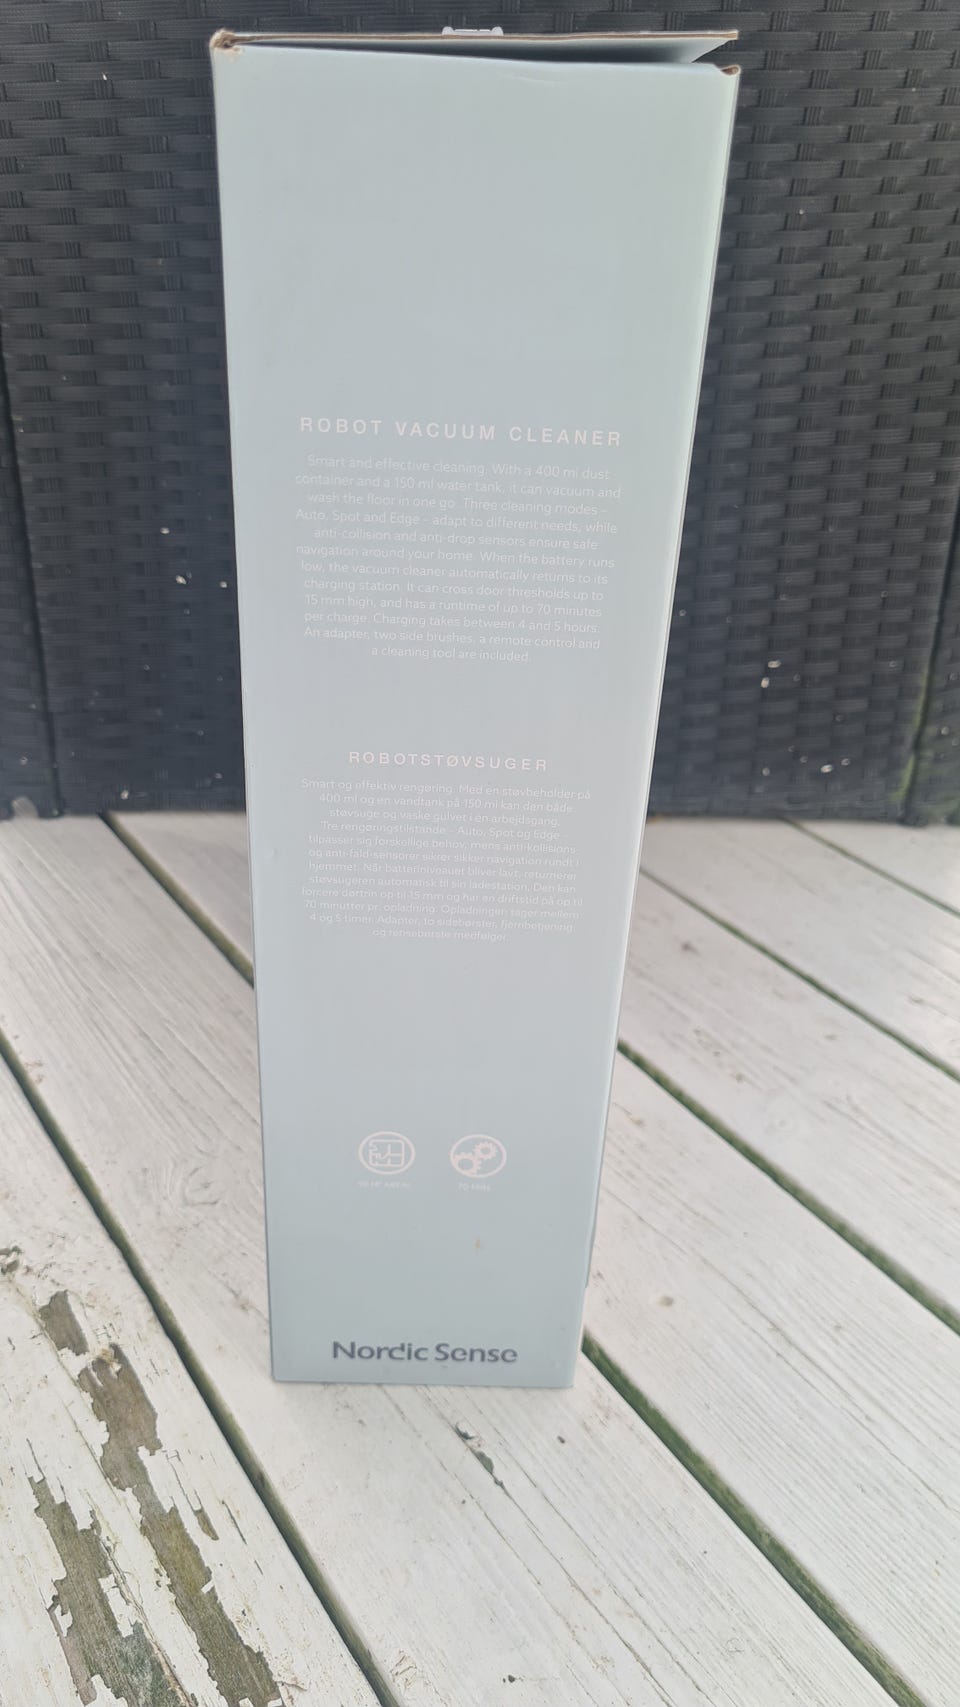 ROBOT VACUUM CLEANER
Smart and effective cleaning. With a 400 ml dust
container and a 150 ml water tank, it can vacuum and
wash the floor in one go. Three cleaning modes –
Auto, Spot and Edge – adapt to different needs, while
anti-collision and anti-drop sensors ensure safe
navigation around your home. When the battery runs
low, the vacuum cleaner automatically returns to its
charging station. It can cross door thresholds up to
15 mm high, and has a runtime of up to 70 minutes
per charge. Charging takes between 4 and 5 hours.
An adapter, two side brushes, a remote control and
a cleaning tool are included.
ROBOTSTØVSUGER
Smart og effektiv rengøring. Med en støvbeholder på
400 ml og en vandtank på 150 ml kan den både
støvsuge og vaske gulvet i en arbejdsgang.
Tre rengøringstilstande – Auto, Spot og Edge –
tilpasser sig forskellige behov, mens anti-kollisions-
og anti-fald-sensorer sikrer sikker navigation rundt i
hjemmet. Når batteriniveauet bliver lavt, returnerer
støvsugeren automatisk til sin ladestation. Den kan
forcere dørtrin op til 15 mm og har en driftstid på op til
70 minutter pr. opladning. Opladningen tager mellem
4 og 5 timer. Adapter, to sidebørster, fjernbetjening
og rensebørste medfølger.
70 MINS
Nordic Sense